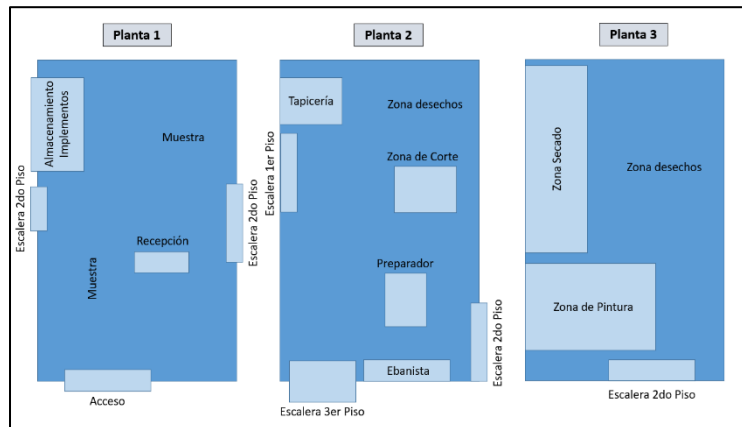 Planta 1
Almacenamiento
Implementos
Muestra
Escalera 2do Piso
Recepción
Escalera 2do Piso
Muestra
Acceso
Planta 2
Tapicería
Zona desechos
Escalera 1er Piso
Zona de Corte
Preparador
Escalera 2do Piso
Ebanista
Escalera 3er Piso
Planta 3
Zona Secado
Zona desechos
Zona de Pintura
Escalera 2do Piso